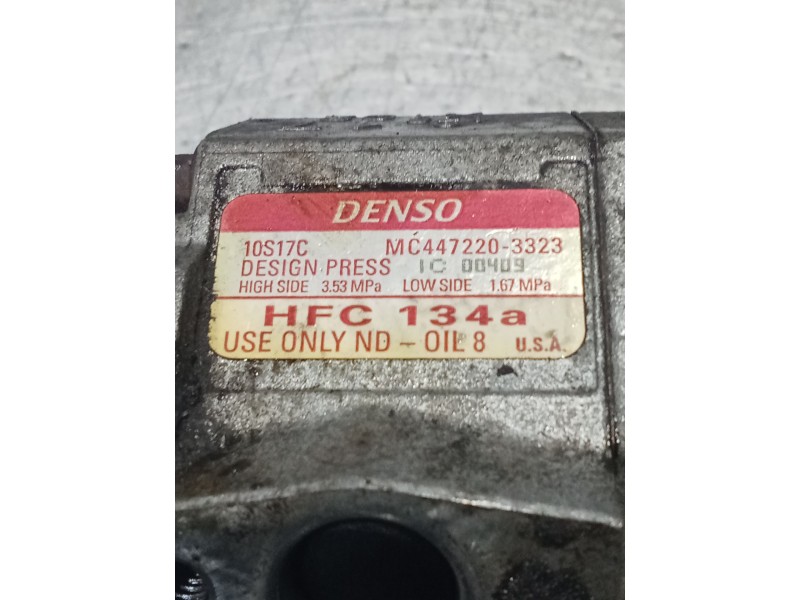 DENSO
10S17C MC447220-3323
DESIGN PRESS 1C 00409
HIGH SIDE 3.53 MPa LOW SIDE 1.67 MPa
HFC 134a
USE ONLY ND - OIL 8 U.S.A.